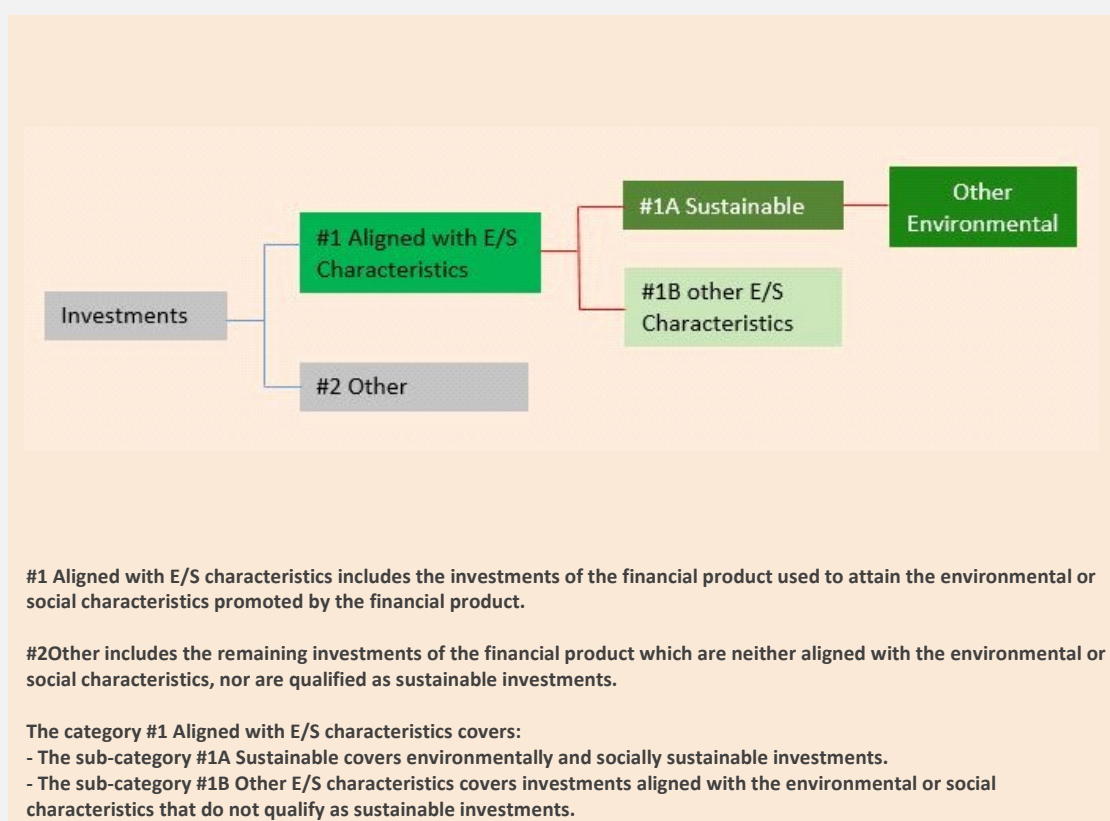 Investments
#1 Aligned with E/S
Characteristics
#2 Other
#1A Sustainable
#1B other E/S
Characteristics
Other
Environmental
#1 Aligned with E/S characteristics includes the investments of the financial product used to attain the environmental or
social characteristics promoted by the financial product.
#2Other includes the remaining investments of the financial product which are neither aligned with the environmental or
social characteristics, nor are qualified as sustainable investments.
The category #1 Aligned with E/S characteristics covers:
- The sub-category #1A Sustainable covers environmentally and socially sustainable investments.
- The sub-category #1B Other E/S characteristics covers investments aligned with the environmental or social
characteristics that do not qualify as sustainable investments.